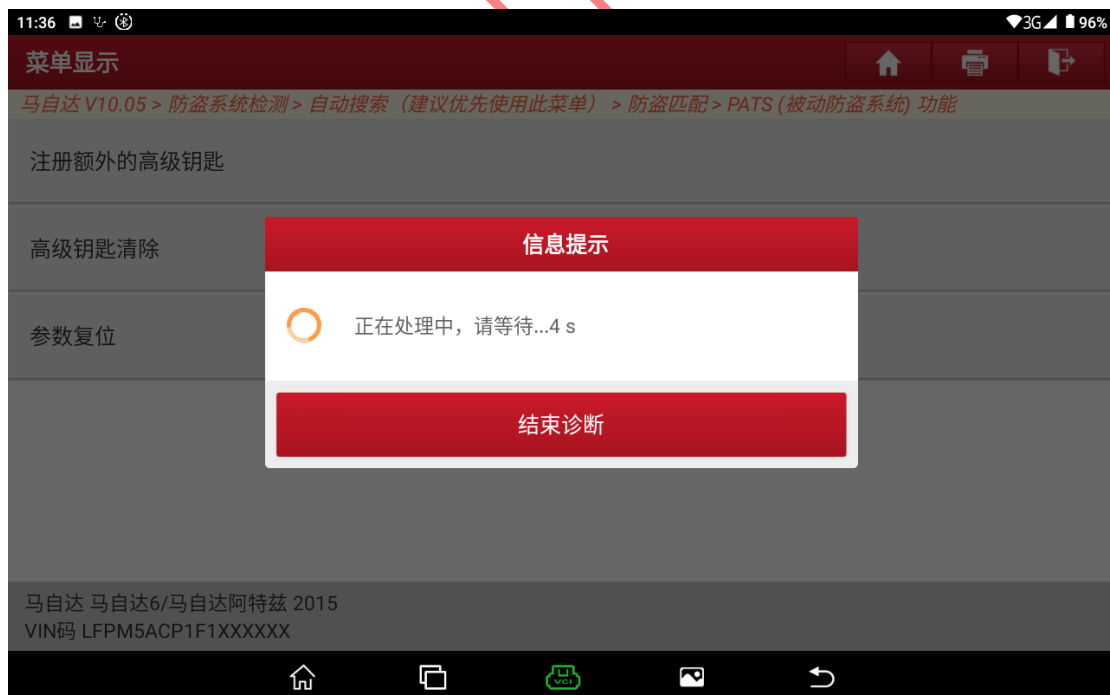 11:36 3G 96%
菜单显示
马自达 V10.05 > 防盗系统检测 > 自动搜索（建议优先使用此菜单） > 防盗匹配 > PATS (被动防盗系统) 功能
注册额外的高级钥匙
高级钥匙清除
信息提示
正在处理中，请等待...4 s
参数复位
结束诊断
马自达 马自达6/马自达阿特兹 2015
VIN码 LFPM5ACP1F1XXXXXX
VCI